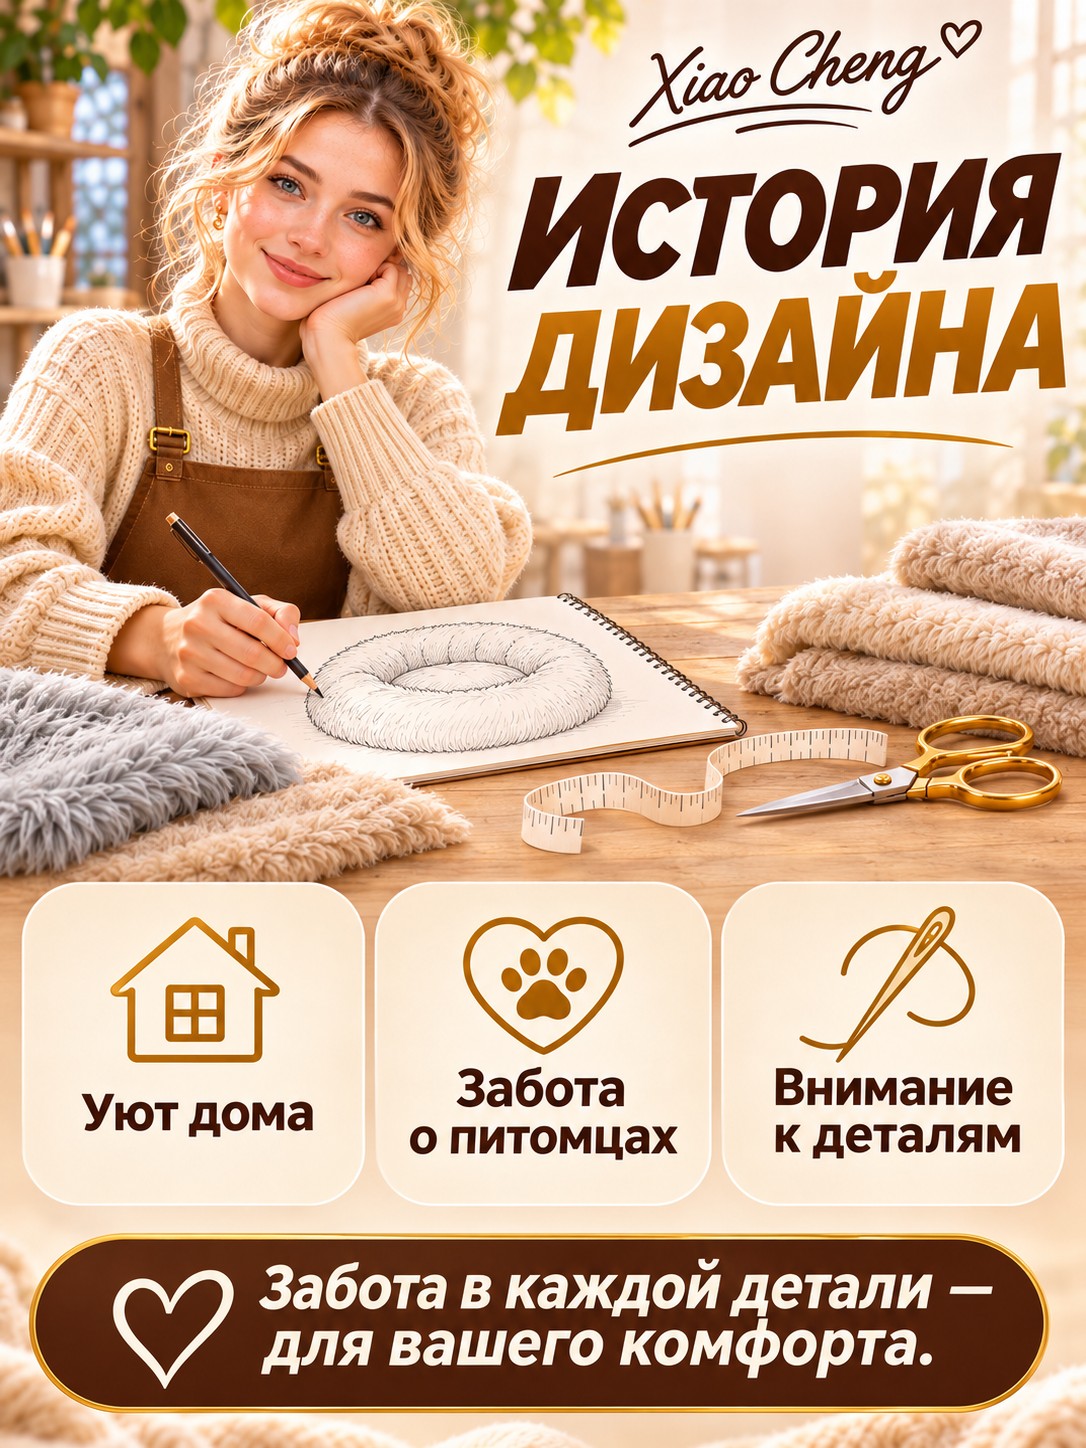 Xiao Cheng
ИСТОРИЯ
ДИЗАЙНА
Уют дома
Забота
о питомцах
Внимание
к деталям
Забота в каждой детали —
для вашего комфорта.